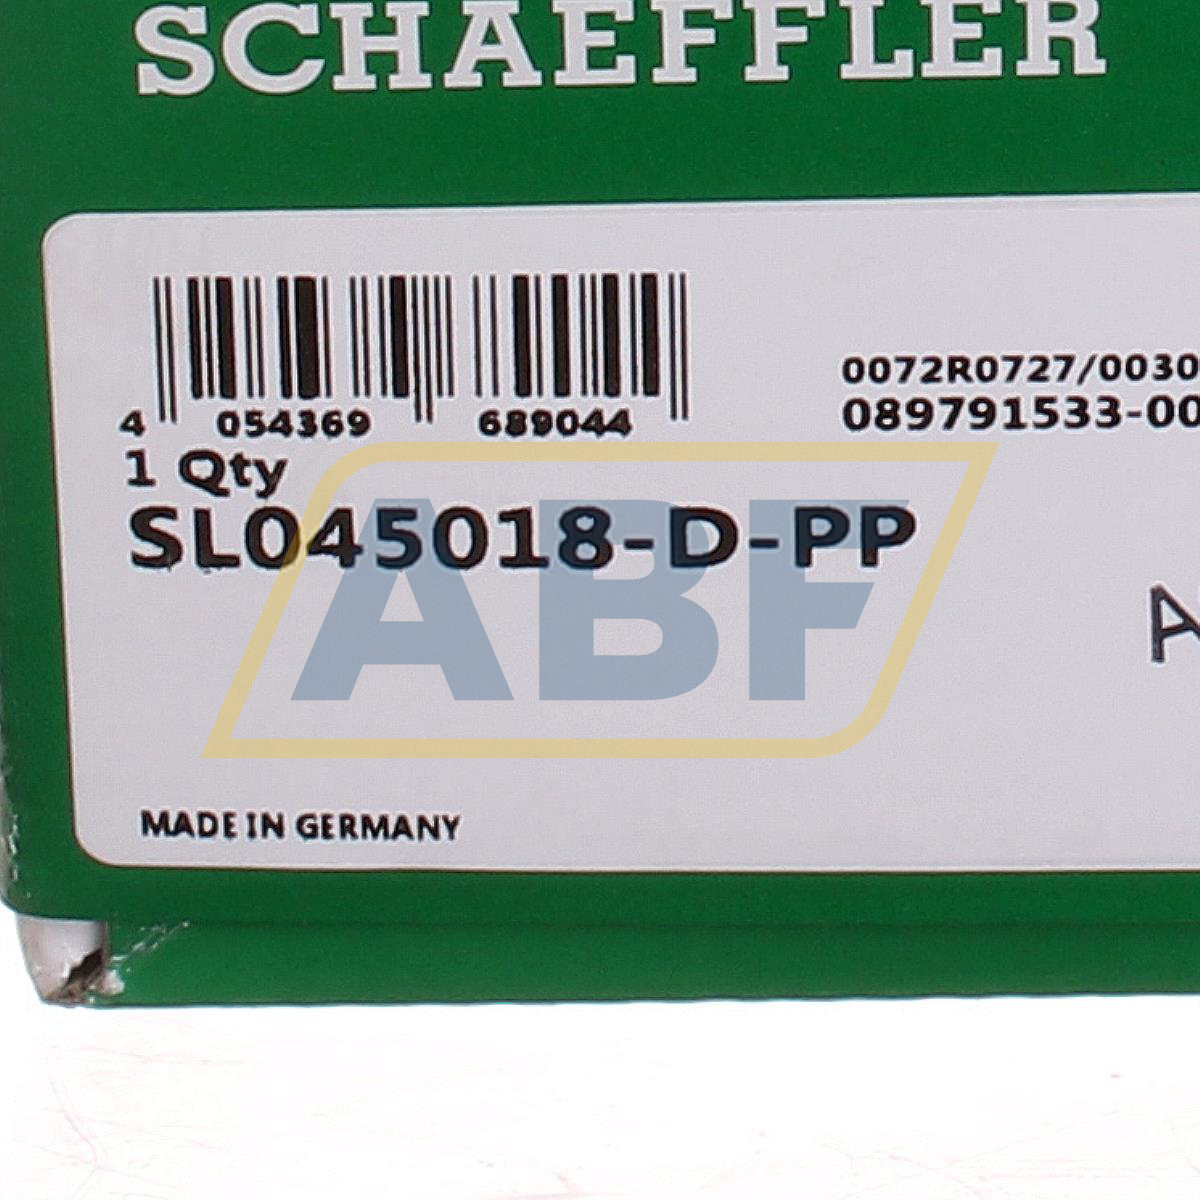 SCHAEFFLER
4 054369 689044
0072R0727/0030
089791533-00
1 Qty
SL045018-D-PP
ABF
A
MADE IN GERMANY